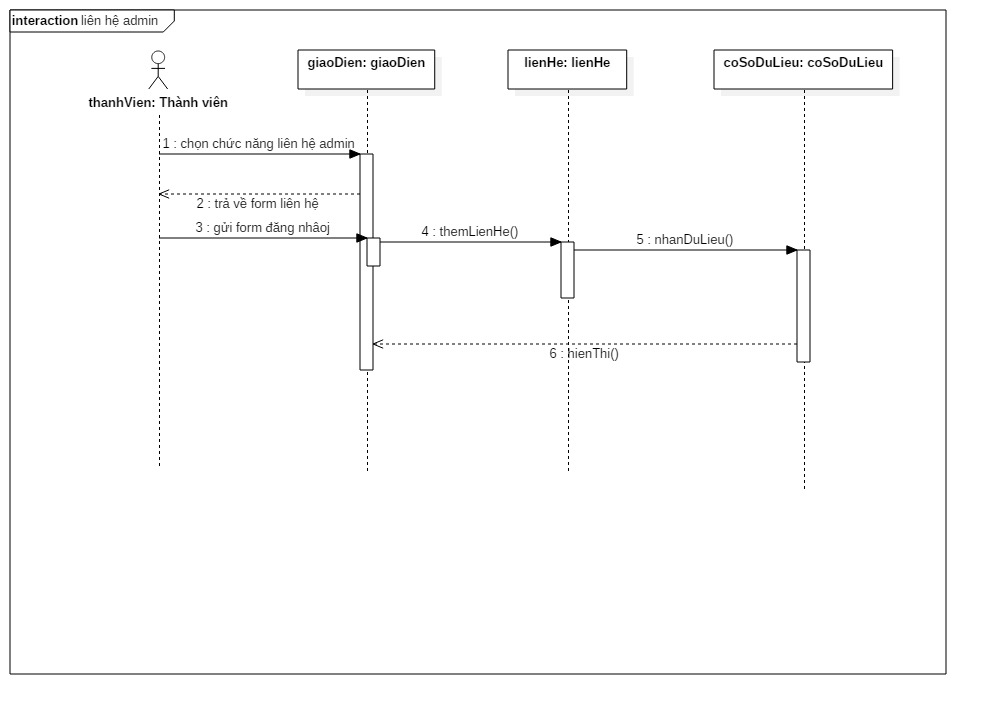 interaction liên hệ admin
giaoDien: giaoDien
lienHe: lienHe
coSoDuLieu: coSoDuLieu
thanhVien: Thành viên
1 : chọn chức năng liên hệ admin
2 : trả về form liên hệ
3 : gửi form đăng nhâoj
4 : themLienHe()
5 : nhanDuLieu()
6 : hienThi()